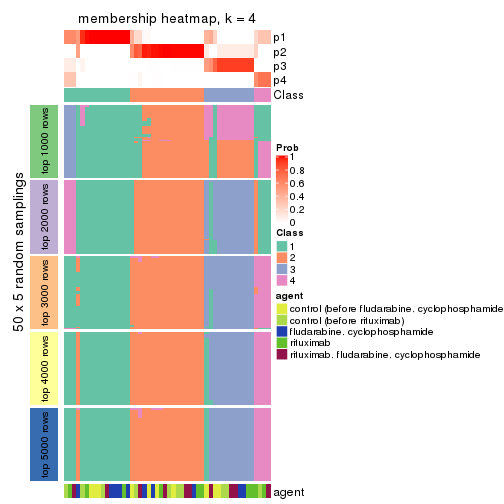 membership heatmap, k = 4
p1
p2
p3
p4
Class
50 x 5 random samplings
top 1000 rows
top 2000 rows
top 3000 rows
top 4000 rows
top 5000 rows
Prob
1
0.8
0.6
0.4
0.2
0
Class
1
2
3
4
agent
control (before fludarabine. cyclophosphamide
control (before rituximab)
fludarabine. cyclophosphamide
rituximab
rituximab. fludarabine. cyclophosphamide
agent